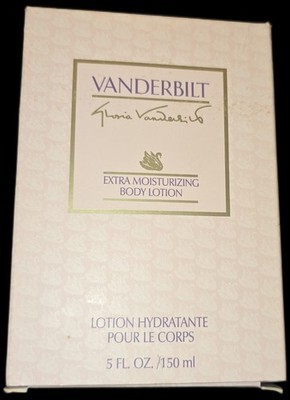 VANDERBILT
Gloria Vanderbilt
EXTRA MOISTURIZING
BODY LOTION
LOTION HYDRATANTE
POUR LE CORPS
5 FL. OZ./150 ml